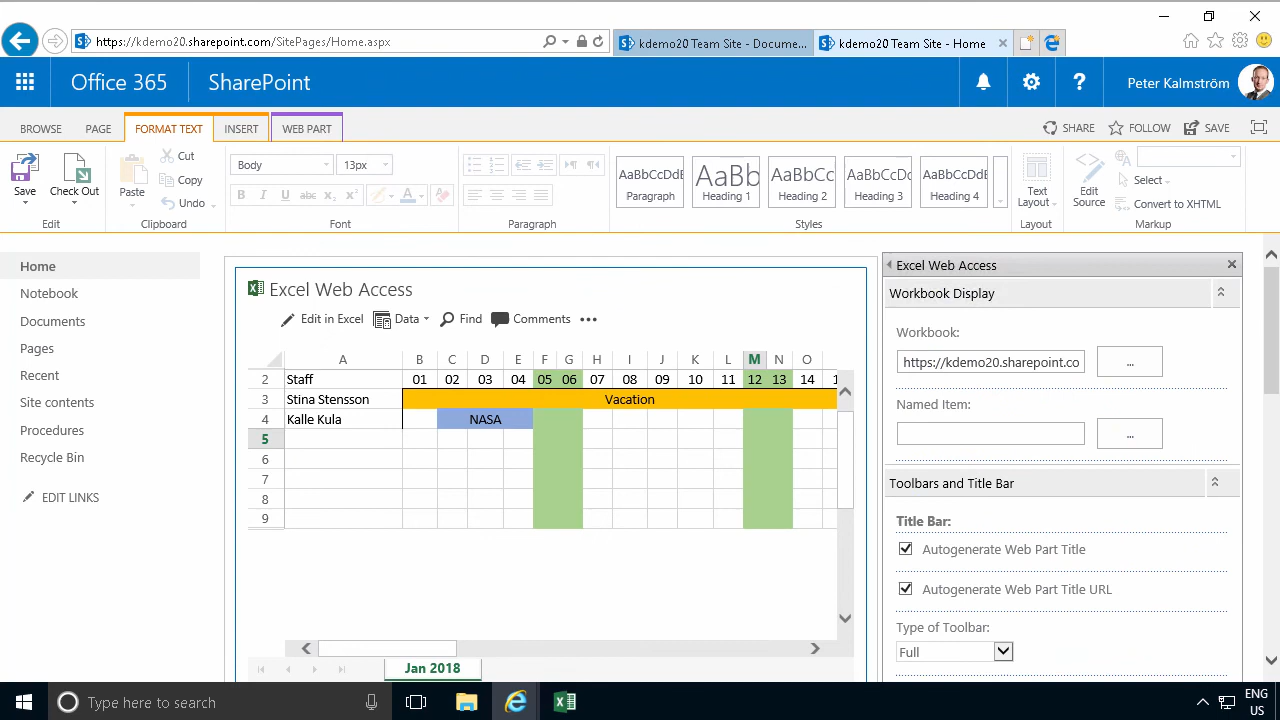 https://kdemo20.sharepoint.com/SitePages/Home.aspx
kdemo20 Team Site - Docum...
kdemo20 Team Site - Home
Office 365
SharePoint
Peter Kalmström
BROWSE
PAGE
FORMAT TEXT
INSERT
WEB PART
SHARE
FOLLOW
SAVE
Save
Check Out
Paste
Cut
Copy
Undo
Body
13px
B
I
U
abc
x₂
x²
A
AaBbCcDdE
Paragraph
AaBb
Heading 1
AaBbCc
Heading 2
AaBbCcDc
Heading 3
AaBbCcDdE
Heading 4
Text
Layout
Edit
Source
Select
Convert to XHTML
Edit
Clipboard
Font
Paragraph
Styles
Layout
Markup
Home
Notebook
Documents
Pages
Recent
Site contents
Procedures
Recycle Bin
EDIT LINKS
Excel Web Access
Edit in Excel
Data
Find
Comments
A B C D E F G H I J K L M N O
2 Staff 01 02 03 04 05 06 07 08 09 10 11 12 13 14 1
3 Stina Stensson Vacation
4 Kalle Kula NASA
5
6
7
8
9
Jan 2018
Excel Web Access
Workbook Display
Workbook:
https://kdemo20.sharepoint.co
...
Named Item:
...
Toolbars and Title Bar
Title Bar:
Autogenerate Web Part Title
Autogenerate Web Part Title URL
Type of Toolbar:
Full
Type here to search
ENG
US